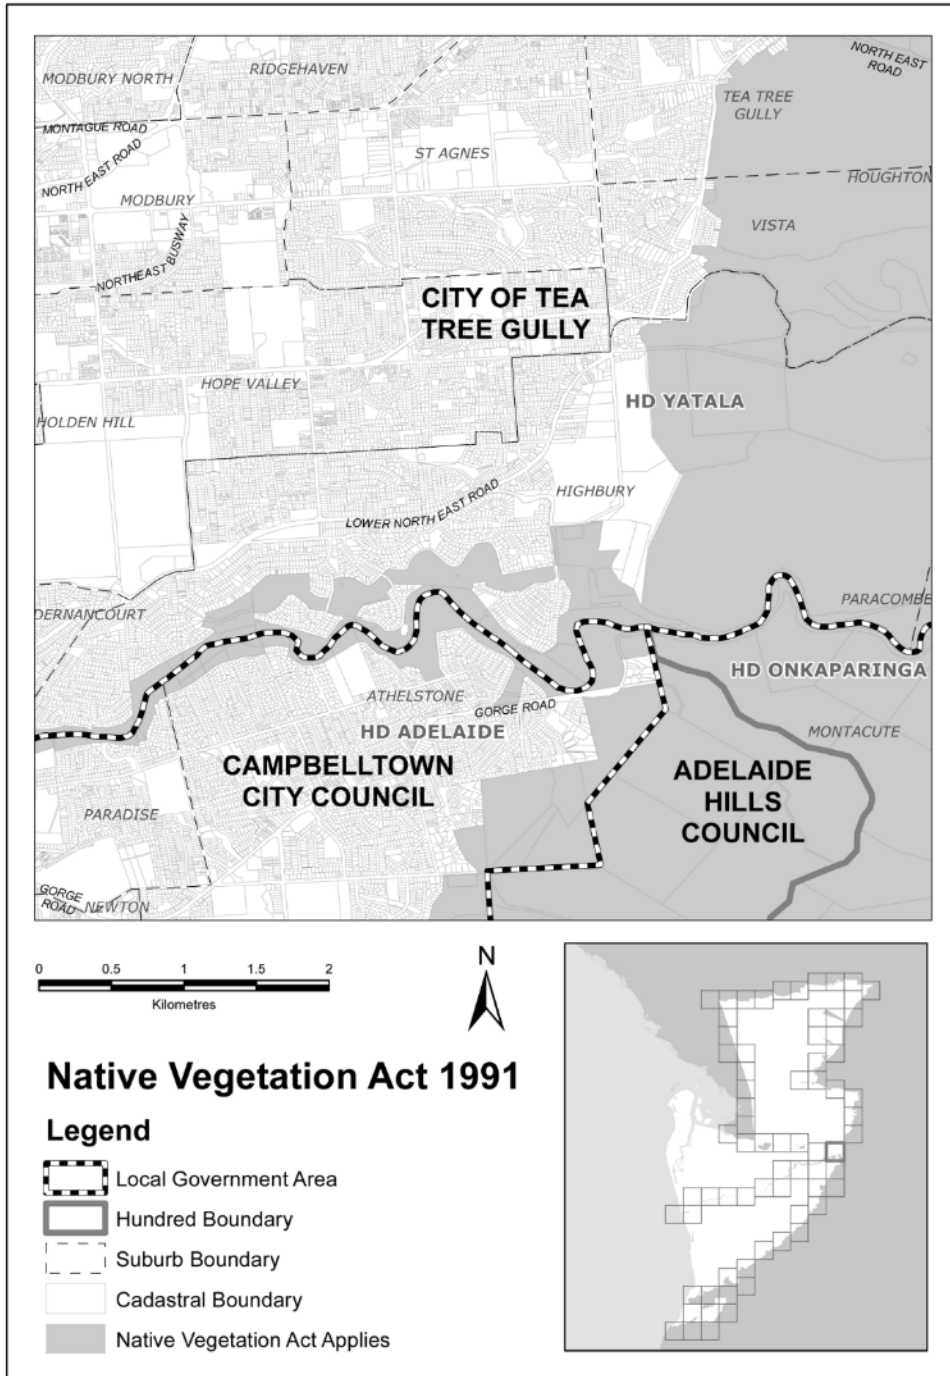 MODBURY NORTH
RIDGEHAVEN
NORTH EAST
ROAD
TEA TREE
GULLY
MONTAGUE ROAD
NORTH EAST ROAD
ST AGNES
MODBURY
HOUGHTON
VISTA
NORTHEAST BUSWAY
CITY OF TEA
TREE GULLY
HOPE VALLEY
HD YATALA
HOLDEN HILL
HIGHBURY
LOWER NORTH EAST ROAD
DERNANCOURT
PARACOMBE
HD ONKAPARINGA
ATHELSTONE
GORGE ROAD
HD ADELAIDE
MONTACUTE
CAMPBELLTOWN
CITY COUNCIL
ADELAIDE
HILLS
COUNCIL
PARADISE
GORGE
ROAD
NEWTON
0 0.5 1 1.5 2
Kilometres
N
Native Vegetation Act 1991
Legend
Local Government Area
Hundred Boundary
Suburb Boundary
Cadastral Boundary
Native Vegetation Act Applies